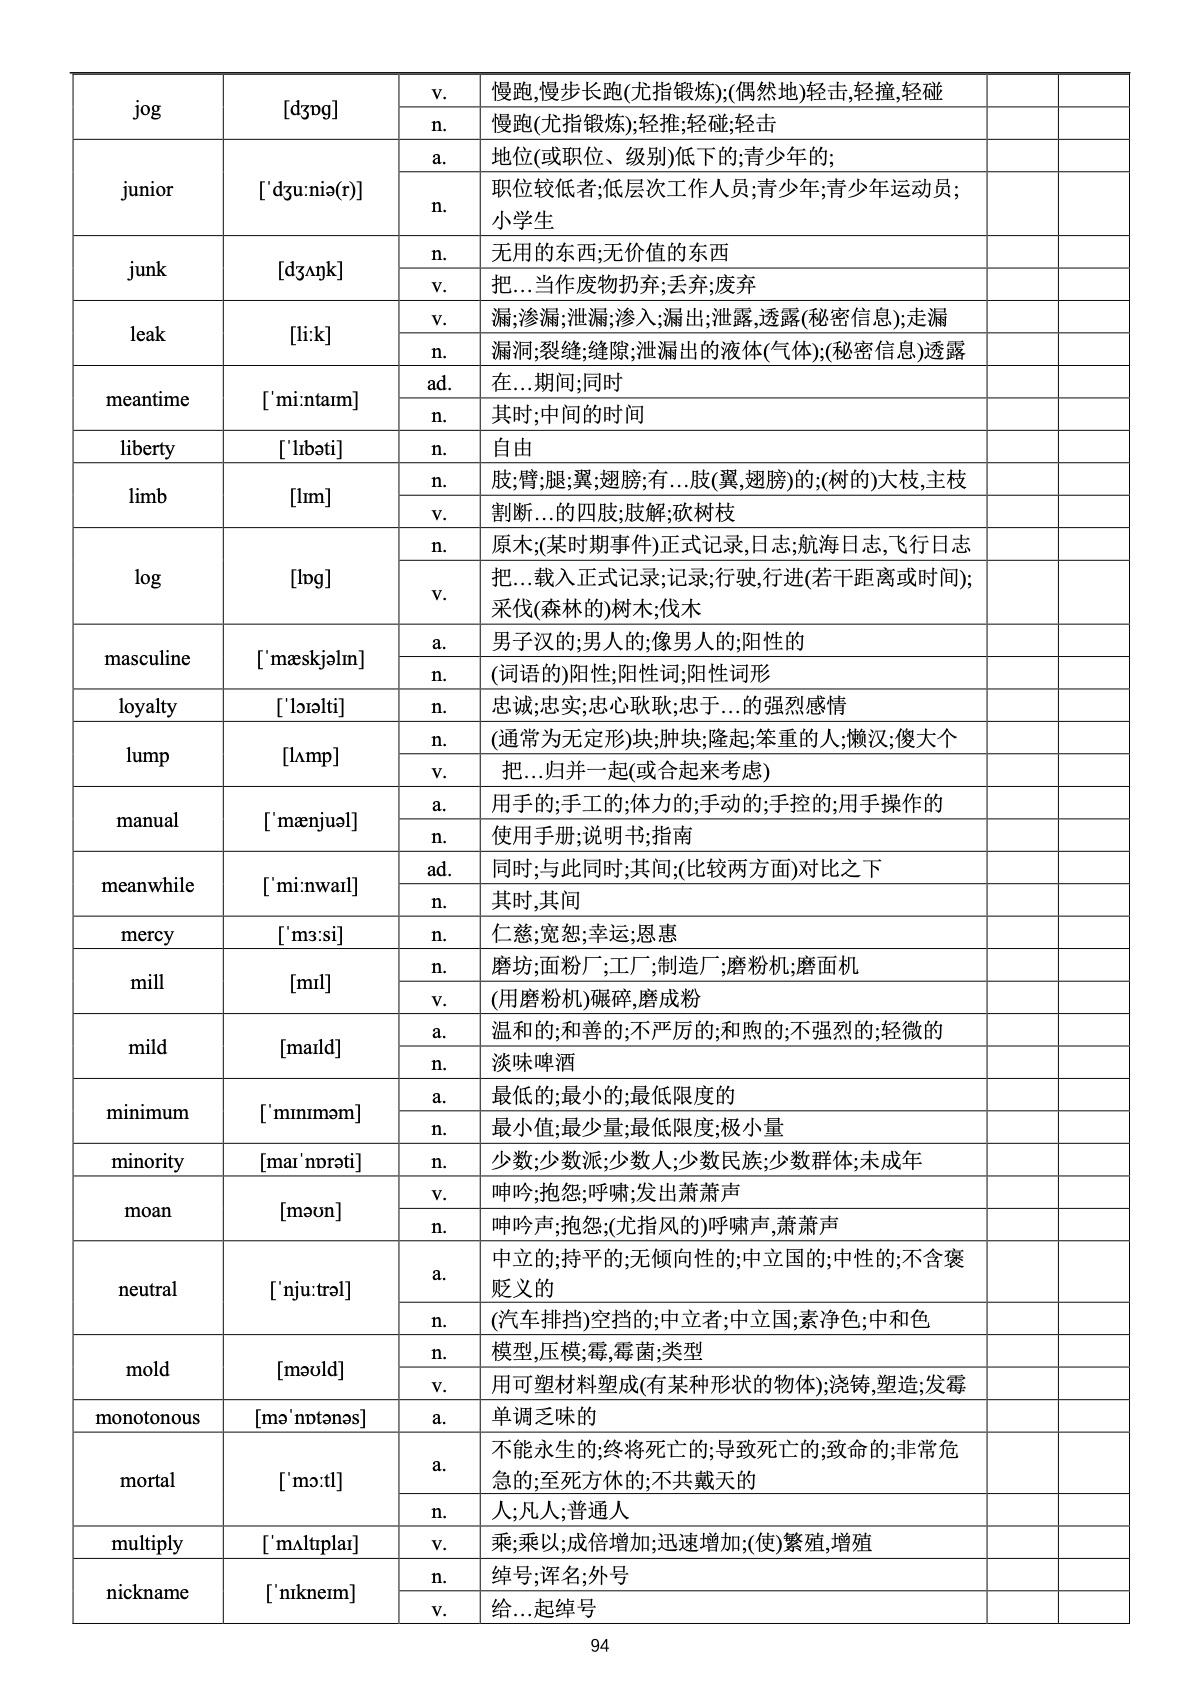 jog [dʒɒɡ] v. 慢跑,慢步长跑(尤指锻炼);(偶然地)轻击,轻撞,轻碰
n. 慢跑(尤指锻炼);轻推;轻碰;轻击
junior [ˈdʒuːniə(r)] a. 地位(或职位、级别)低下的;青少年的;
n. 职位较低者;低层次工作人员;青少年;青少年运动员;
小学生
junk [dʒʌŋk] n. 无用的东西;无价值的东西
v. 把…当作废物扔弃;丢弃;废弃
leak [liːk] v. 漏;渗漏;泄漏;渗入;漏出;泄露,透露(秘密信息);走漏
n. 漏洞;裂缝;缝隙;泄漏出的液体(气体);(秘密信息)透露
meantime [ˈmiːntaɪm] ad. 在…期间;同时
n. 其时;中间的时间
liberty [ˈlɪbəti] n. 自由
limb [lɪm] n. 肢;臂;腿;翼;翅膀;有…肢(翼,翅膀)的;(树的)大枝,主枝
v. 割断…的四肢;肢解;砍树枝
log [lɒɡ] n. 原木;(某时期事件)正式记录,日志;航海日志,飞行日志
v. 把…载入正式记录;记录;行驶,行进(若干距离或时间);
采伐(森林的)树木;伐木
masculine [ˈmæskjəlɪn] a. 男子汉的;男人的;像男人的;阳性的
n. (词语的)阳性;阳性词;阳性词形
loyalty [ˈlɔɪəlti] n. 忠诚;忠实;忠心耿耿;忠于…的强烈感情
lump [lʌmp] n. (通常为无定形)块;肿块;隆起;笨重的人;懒汉;傻大个
v. 把…归并一起(或合起来考虑)
manual [ˈmænjuəl] a. 用手的;手工的;体力的;手动的;手控的;用手操作的
n. 使用手册;说明书;指南
meanwhile [ˈmiːnwaɪl] ad. 同时;与此同时;其间;(比较两方面)对比之下
n. 其时,其间
mercy [ˈmɜːsi] n. 仁慈;宽恕;幸运;恩惠
mill [mɪl] n. 磨坊;面粉厂;工厂;制造厂;磨粉机;磨面机
v. (用磨粉机)碾碎,磨成粉
mild [maɪld] a. 温和的;和善的;不严厉的;和煦的;不强烈的;轻微的
n. 淡味啤酒
minimum [ˈmɪnɪməm] a. 最低的;最小的;最低限度的
n. 最小值;最少量;最低限度;极小量
minority [maɪˈnɒrəti] n. 少数;少数派;少数人;少数民族;少数群体;未成年
moan [məʊn] v. 呻吟;抱怨;呼啸;发出萧萧声
n. 呻吟声;抱怨;(尤指风的)呼啸声,萧萧声
neutral [ˈnjuːtrəl] a. 中立的;持平的;无倾向性的;中立国的;中性的;不含褒
贬义的
n. (汽车排挡)空挡的;中立者;中立国;素净色;中和色
mold [məʊld] n. 模型,压模;霉,霉菌;类型
v. 用可塑材料塑成(有某种形状的物体);浇铸,塑造;发霉
monotonous [məˈnɒtənəs] a. 单调乏味的
mortal [ˈmɔːtl] a. 不能永生的;终将死亡的;导致死亡的;致命的;非常危
急的;至死方休的;不共戴天的
n. 人;凡人;普通人
multiply [ˈmʌltɪplaɪ] v. 乘;乘以;成倍增加;迅速增加;(使)繁殖,增殖
nickname [ˈnɪkneɪm] n. 绰号;诨名;外号
v. 给…起绰号
94